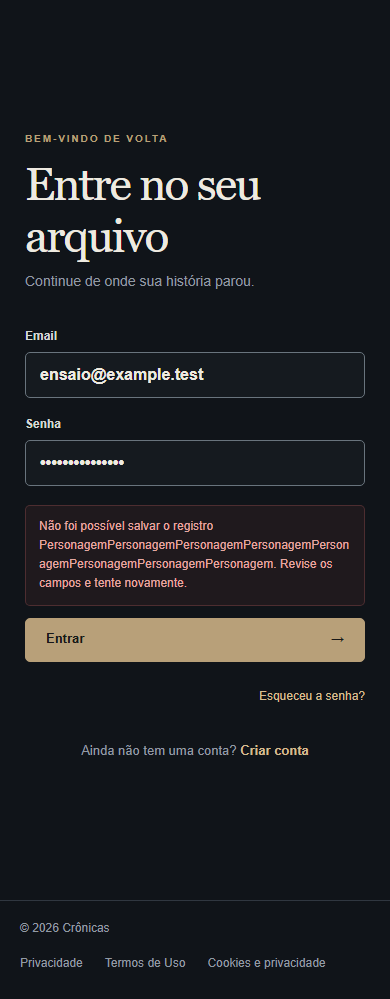 BEM-VINDO DE VOLTA
Entre no seu
arquivo
Continue de onde sua história parou.
Email
ensaio@example.test
Senha
•••••••••••••••
Não foi possível salvar o registro
PersonagemPersonagemPersonagemPersonagemPerson
agemPersonagemPersonagemPersonagem. Revise os
campos e tente novamente.
Entrar →
Esqueceu a senha?
Ainda não tem uma conta? Criar conta
© 2026 Crônicas
Privacidade Termos de Uso Cookies e privacidade